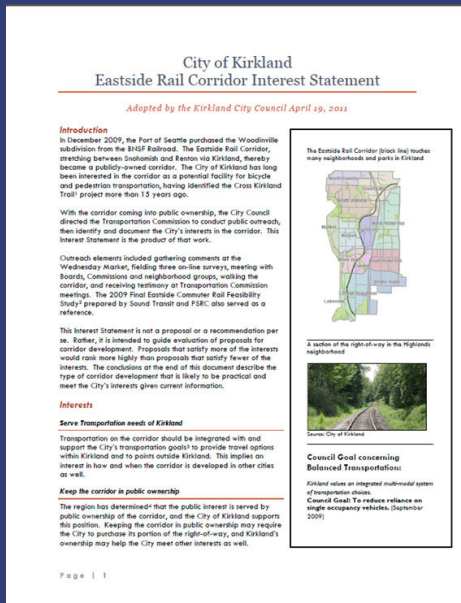 City of Kirkland
Eastside Rail Corridor Interest Statement
Adopted by the Kirkland City Council April 19, 2011
Introduction
In December 2009, the Port of Seattle purchased the Woodinville
subdivision from the BNSF Railroad. The Eastside Rail Corridor,
stretching between Snohomish and Renton via Kirkland, thereby
became a publicly-owned corridor. The City of Kirkland has long
been interested in the corridor as a potential facility for bicycle
and pedestrian transportation, having identified the Cross Kirkland
Trail¹ project more than 15 years ago.
With the corridor coming into public ownership, the City Council
directed the Transportation Commission to conduct public outreach,
then identify and document the City's interests in the corridor. This
Interest Statement is the product of that work.
Outreach elements included gathering comments at the
Wednesday Market, fielding three on-line surveys, meeting with
Boards, Commissions and neighborhood groups, walking the
corridor, and receiving testimony at Transportation Commission
meetings. The 2009 Final Eastside Commuter Rail Feasibility
Study² prepared by Sound Transit and PSRC also served as a
reference.
This Interest Statement is not a proposal or a recommendation per
se. Rather, it is intended to guide evaluation of proposals for
corridor development. Proposals that satisfy more of the interests
would rank more highly than proposals that satisfy fewer of the
interests. The conclusions at the end of this document describe the
type of corridor development that is likely to be practical and
meet the City's interests given current information.
Interests
Serve Transportation needs of Kirkland
Transportation on the corridor should be integrated with and
support the City's transportation goals³ to provide travel options
within Kirkland and to points outside Kirkland. This implies an
interest in how and when the corridor is developed in other cities
as well.
Keep the corridor in public ownership
The region has determined⁴ that the public interest is served by
public ownership of the corridor, and the City of Kirkland supports
this position. Keeping the corridor in public ownership may require
the City to purchase its portion of the right-of-way, and Kirkland's
ownership may help the City meet other interests as well.
The Eastside Rail Corridor (black line) touches
many neighborhoods and parks in Kirkland
Market
Lakeview
A section of the right-of-way in the Highlands
neighborhood
Source: City of Kirkland
Council Goal concerning
Balanced Transportation:
Kirkland values an integrated multi-modal system
of transportation choices.
Council Goal: To reduce reliance on
single occupancy vehicles. (September
2009)
Page | 1